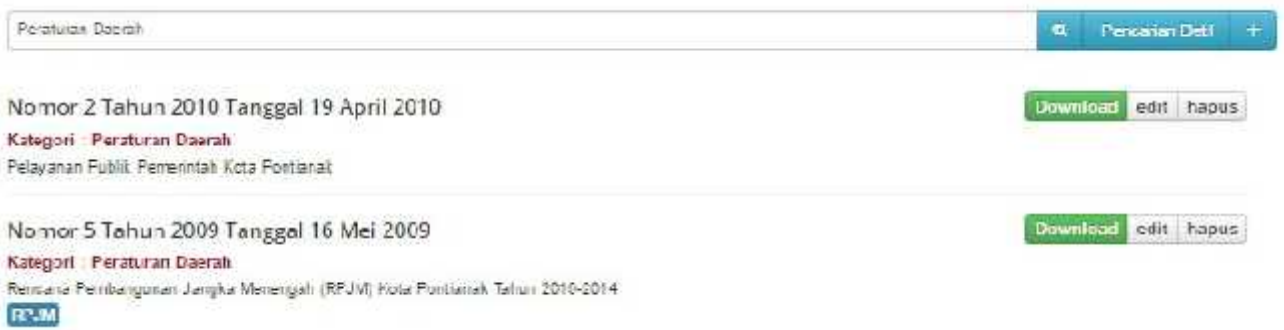 Peraturan Daerah
Pencarian Detil +
Nomor 2 Tahun 2010 Tanggal 19 April 2010
Download edit hapus
Kategori : Peraturan Daerah
Pelayanan Publik Pemerintah Kota Pontianak
Nomor 5 Tahun 2009 Tanggal 16 Mei 2009
Download edit hapus
Kategori : Peraturan Daerah
Rencana Pembangunan Jangka Menengah (RPJM) Kota Pontianak Tahun 2010-2014
RPJM